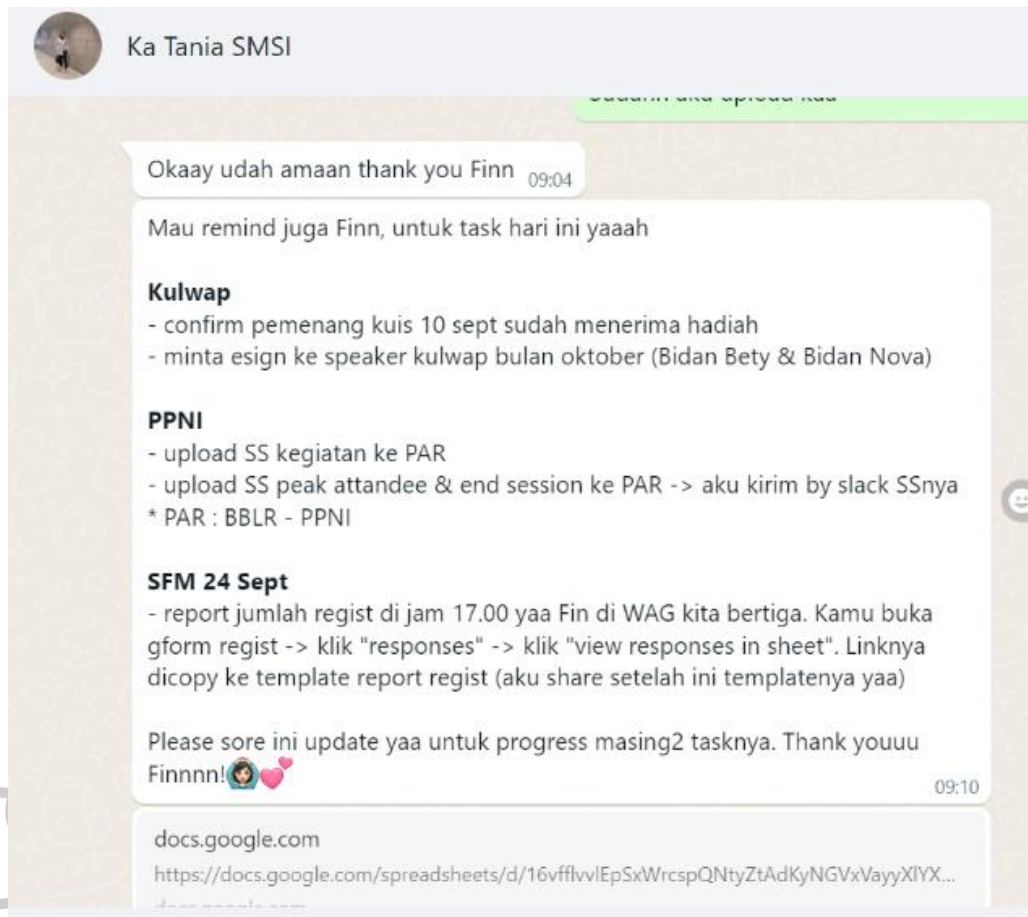 Ka Tania SMSI
Okaay udah amaan thank you Finn 09:04
Mau remind juga Finn, untuk task hari ini yaaah
Kulwap
- confirm pemenang kuis 10 sept sudah menerima hadiah
- minta esign ke speaker kulwap bulan oktober (Bidan Bety & Bidan Nova)
PPNI
- upload SS kegiatan ke PAR
- upload SS peak attandee & end session ke PAR -> aku kirim by slack SSnya
* PAR : BBLR - PPNI
SFM 24 Sept
- report jumlah regist di jam 17.00 yaa Fin di WAG kita bertiga. Kamu buka
gform regist -> klik "responses" -> klik "view responses in sheet". Linknya
dicopy ke template report regist (aku share setelah ini templatenya yaa)
Please sore ini update yaa untuk progress masing2 tasknya. Thank youuu
Finnnn!🙆🏻‍♀️💕 09:10
docs.google.com